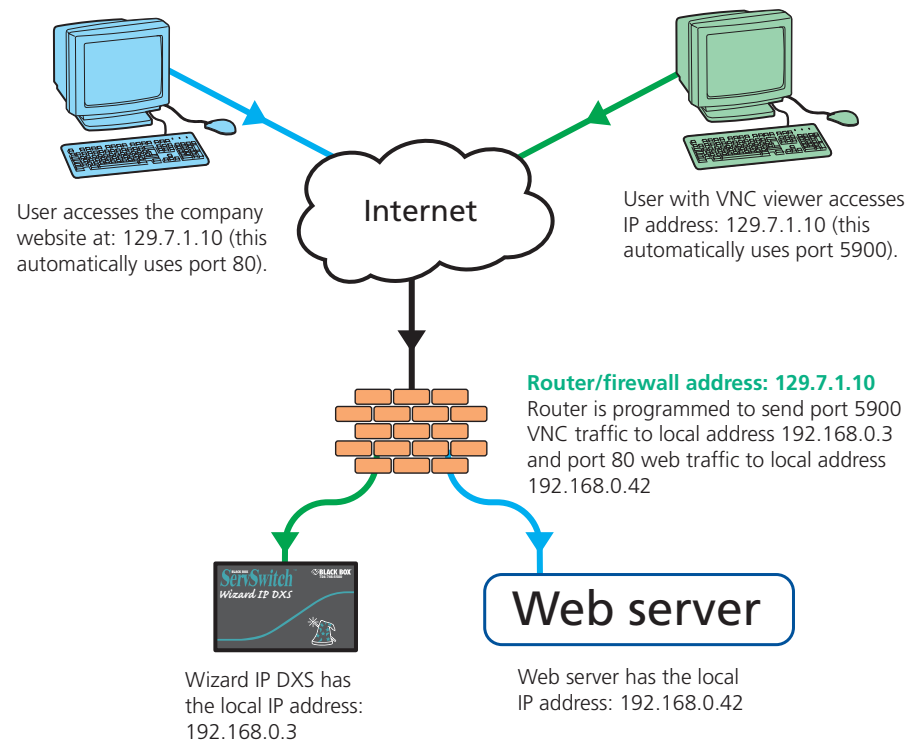 User accesses the company
website at: 129.7.1.10 (this
automatically uses port 80).
Internet
User with VNC viewer accesses
IP address: 129.7.1.10 (this
automatically uses port 5900).
Router/firewall address: 129.7.1.10
Router is programmed to send port 5900
VNC traffic to local address 192.168.0.3
and port 80 web traffic to local address
192.168.0.42
BLACK BOX
ServSwitch
Wizard IP DXS
BLACK BOX
Wizard IP DXS has
the local IP address:
192.168.0.3
Web server
Web server has the local
IP address: 192.168.0.42